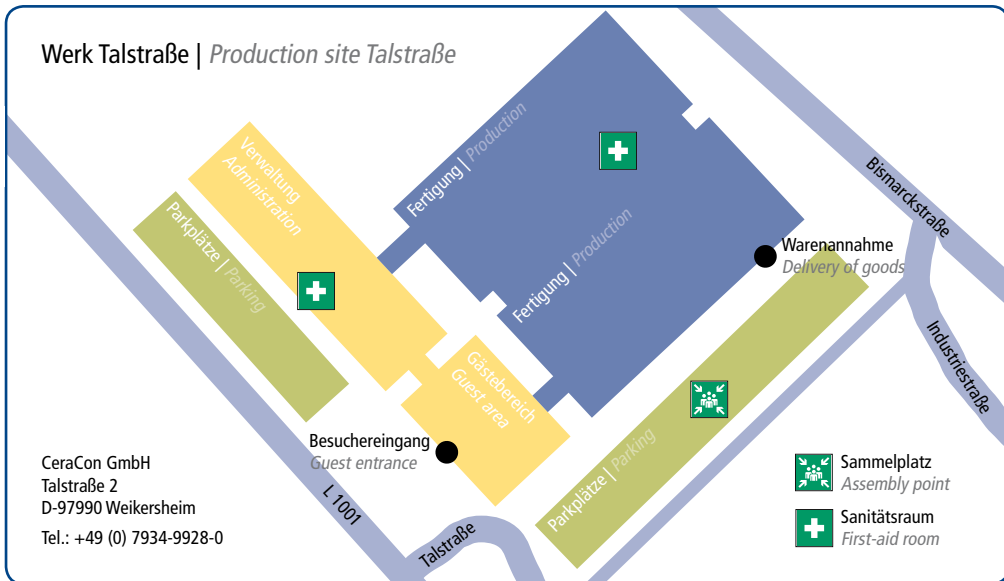 Werk Talstraße | Production site Talstraße
Verwaltung
Administration
Parkplätze | Parking
Fertigung | Production
Fertigung | Production
Gästebereich
Guest area
Parkplätze | Parking
Bismarckstraße
Warenannahme
Delivery of goods
Industriestraße
Besuchereingang
Guest entrance
L 1001
Talstraße
CeraCon GmbH
Talstraße 2
D-97990 Weikersheim
Tel.: +49 (0) 7934-9928-0
Sammelplatz
Assembly point
Sanitätsraum
First-aid room